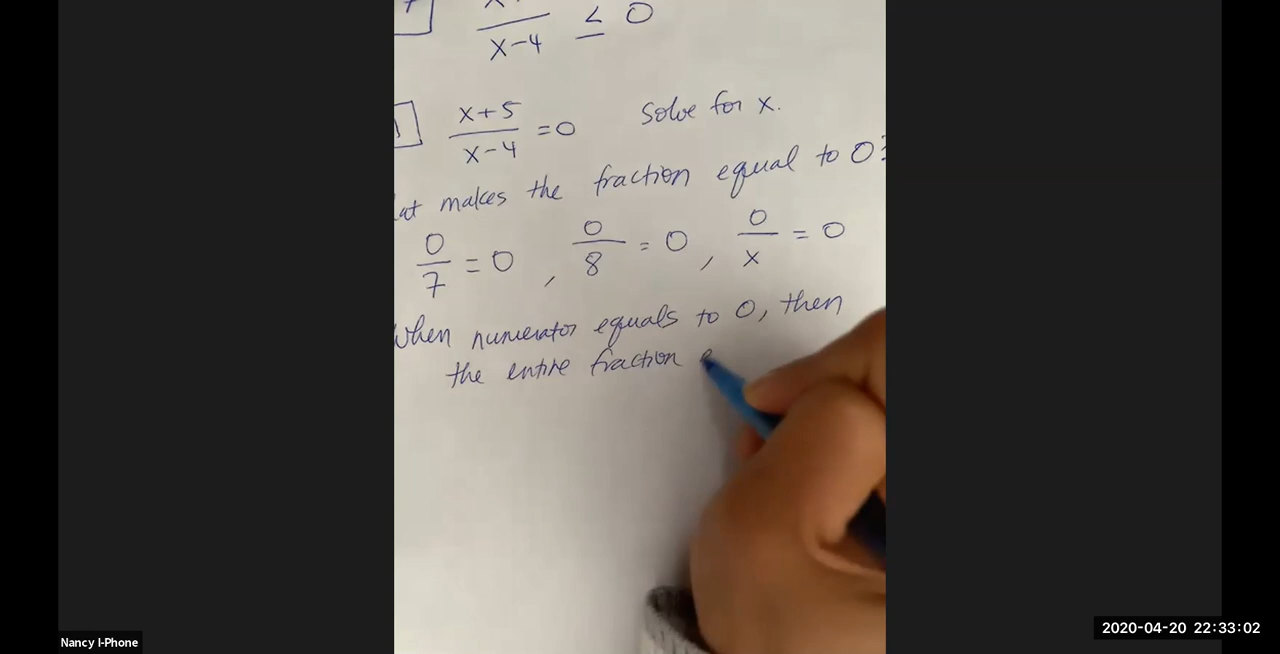 x-4 ≤ 0
x+5
x-4 =0 Solve for x.
makes the fraction equal to 0?
0/7 = 0 , 0/8 = 0 , 0/x = 0
When numerator equals to 0, then
the entire fraction
Nancy I-Phone
2020-04-20 22:33:02